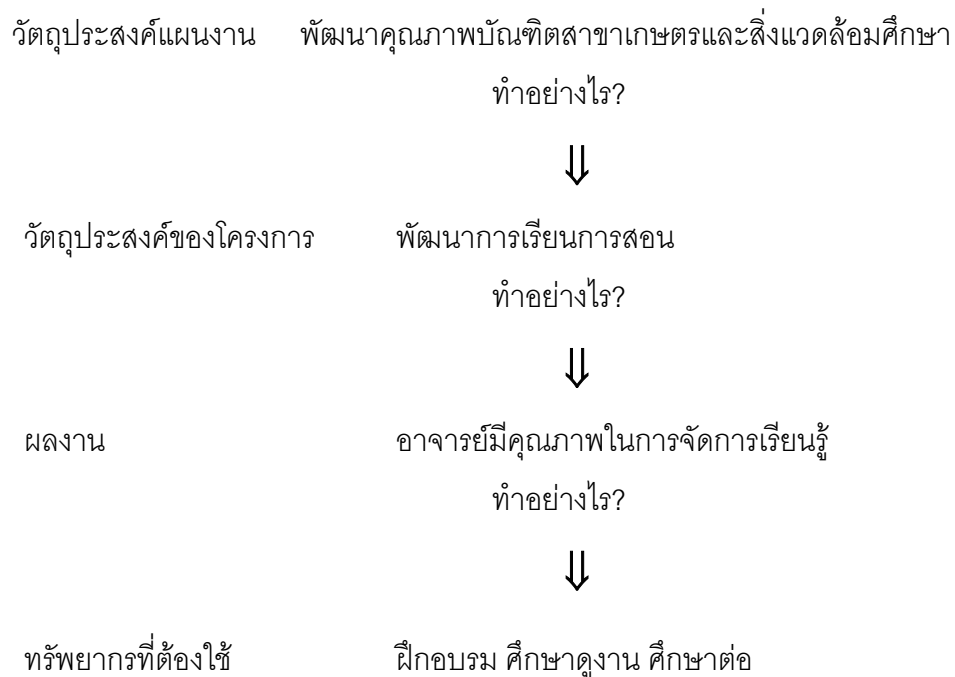 วัตถุประสงค์แผนงาน พัฒนาคุณภาพบัณฑิตสาขาเกษตรและสิ่งแวดล้อมศึกษา
ทำอย่างไร?
⇓
วัตถุประสงค์ของโครงการ พัฒนาการเรียนการสอน
ทำอย่างไร?
⇓
ผลงาน อาจารย์มีคุณภาพในการจัดการเรียนรู้
ทำอย่างไร?
⇓
ทรัพยากรที่ต้องใช้ ฝึกอบรม ศึกษาดูงาน ศึกษาต่อ